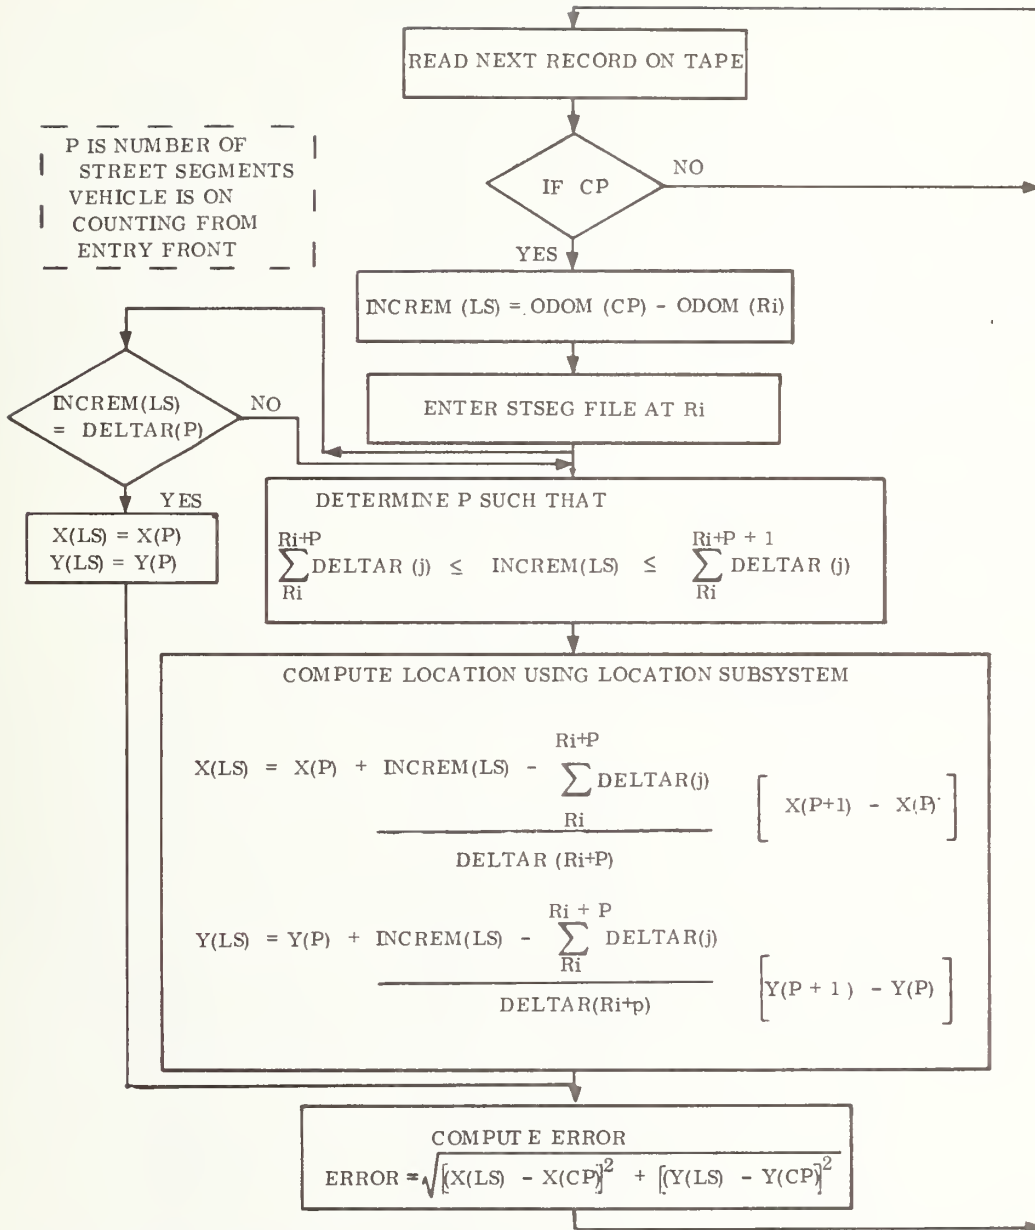 READ NEXT RECORD ON TAPE
P IS NUMBER OF
STREET SEGMENTS
VEHICLE IS ON
COUNTING FROM
ENTRY FRONT
IF CP
NO
YES
INCREM (LS) = ODOM (CP) - ODOM (Ri)
ENTER STSEG FILE AT Ri
INCREM(LS)
= DELTAR(P)
NO
YES
X(LS) = X(P)
Y(LS) = Y(P)
DETERMINE P SUCH THAT
Ri+P Ri+P + 1
∑ DELTAR (j) ≤ INCREM(LS) ≤ ∑ DELTAR (j)
Ri Ri
COMPUTE LOCATION USING LOCATION SUBSYSTEM
Ri+P
X(LS) = X(P) + INCREM(LS) - ∑ DELTAR(j) [ X(P+1) - X(P) ]
Ri
DELTAR (Ri+P)
Ri + P
Y(LS) = Y(P) + INCREM(LS) - ∑ DELTAR(j) [ Y(P + 1 ) - Y(P) ]
Ri
DELTAR(Ri+p)
COMPUTE ERROR
ERROR = √[(X(LS) - X(CP)]² + [(Y(LS) - Y(CP)]²